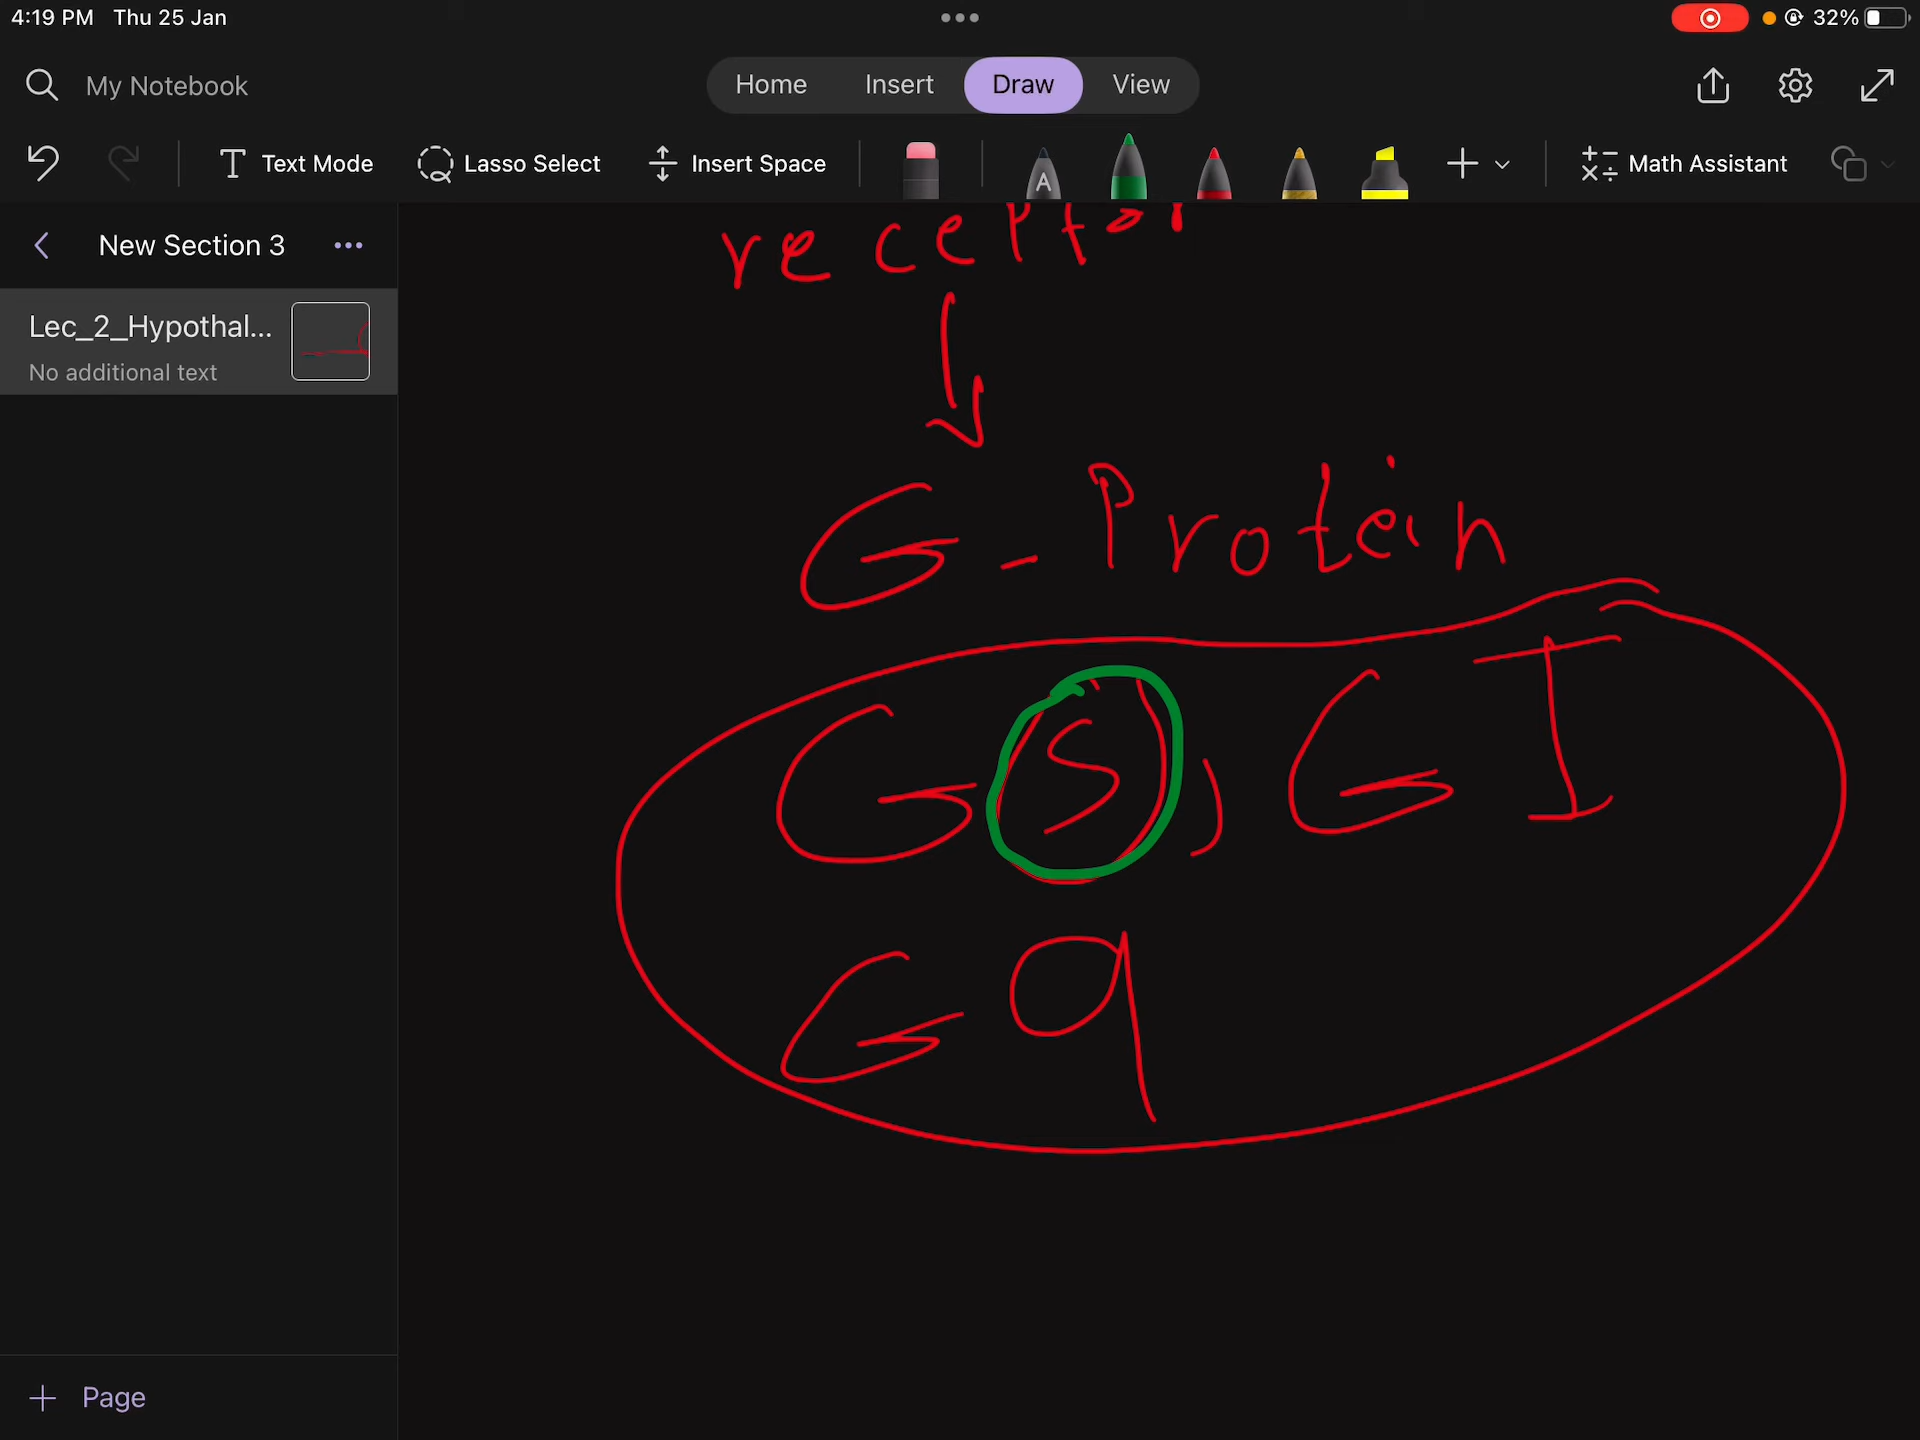 4:19 PM Thu 25 Jan
32%
My Notebook
Home Insert Draw View
Text Mode Lasso Select Insert Space A Math Assistant
New Section 3
Lec_2_Hypothal...
No additional text
receptor
G - Protein
GS, GI
Gq
Page